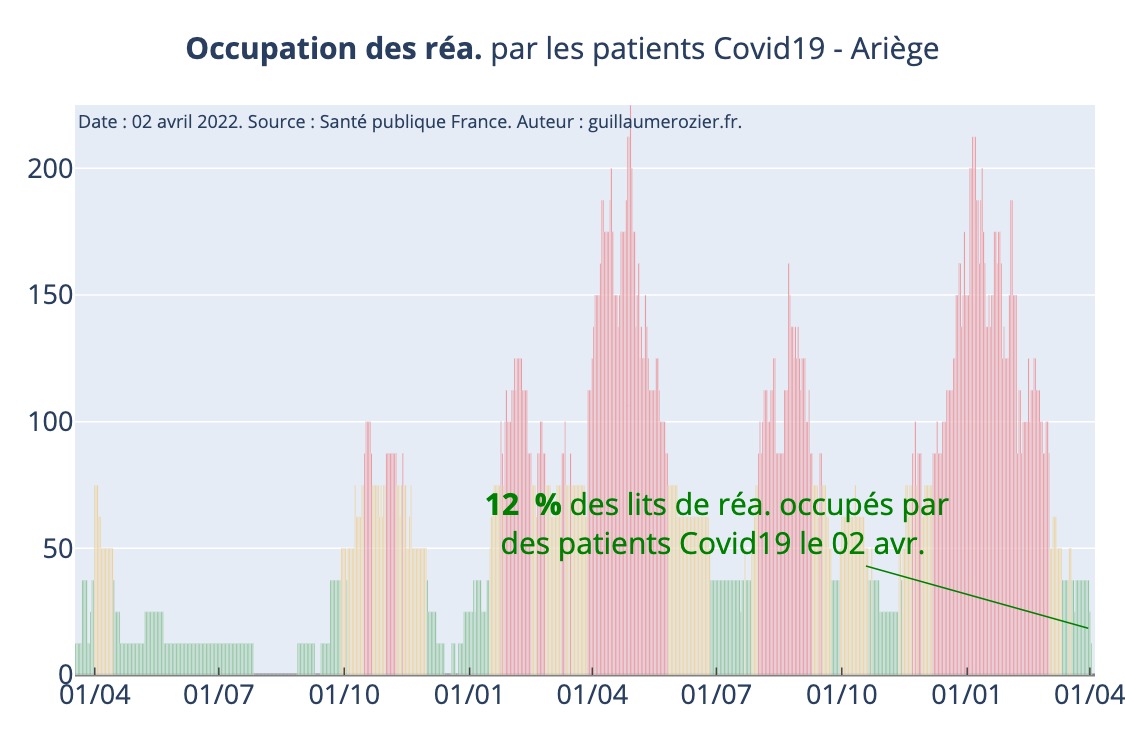 Occupation des réa. par les patients Covid19 - Ariège
Date : 02 avril 2022. Source : Santé publique France. Auteur : guillaumerozier.fr.
200
150
100
50
0
12 % des lits de réa. occupés par
des patients Covid19 le 02 avr.
01/04 01/07 01/10 01/01 01/04 01/07 01/10 01/01 01/04